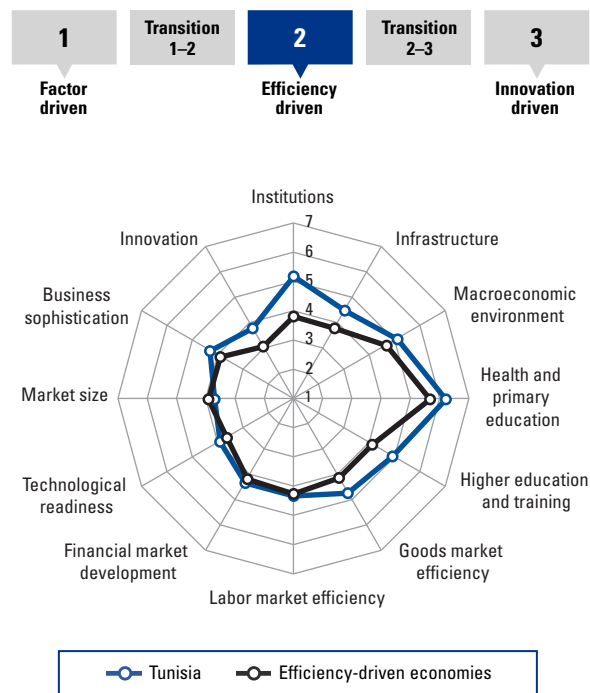 1
Transition
1–2
2
Transition
2–3
3
Factor
driven
Efficiency
driven
Innovation
driven
Institutions
7
Innovation
Infrastructure
6
5
Business
sophistication
Macroeconomic
environment
4
3
2
Market size
1
Health and
primary
education
Technological
readiness
Higher education
and training
Financial market
development
Goods market
efficiency
Labor market efficiency
Tunisia
Efficiency-driven economies